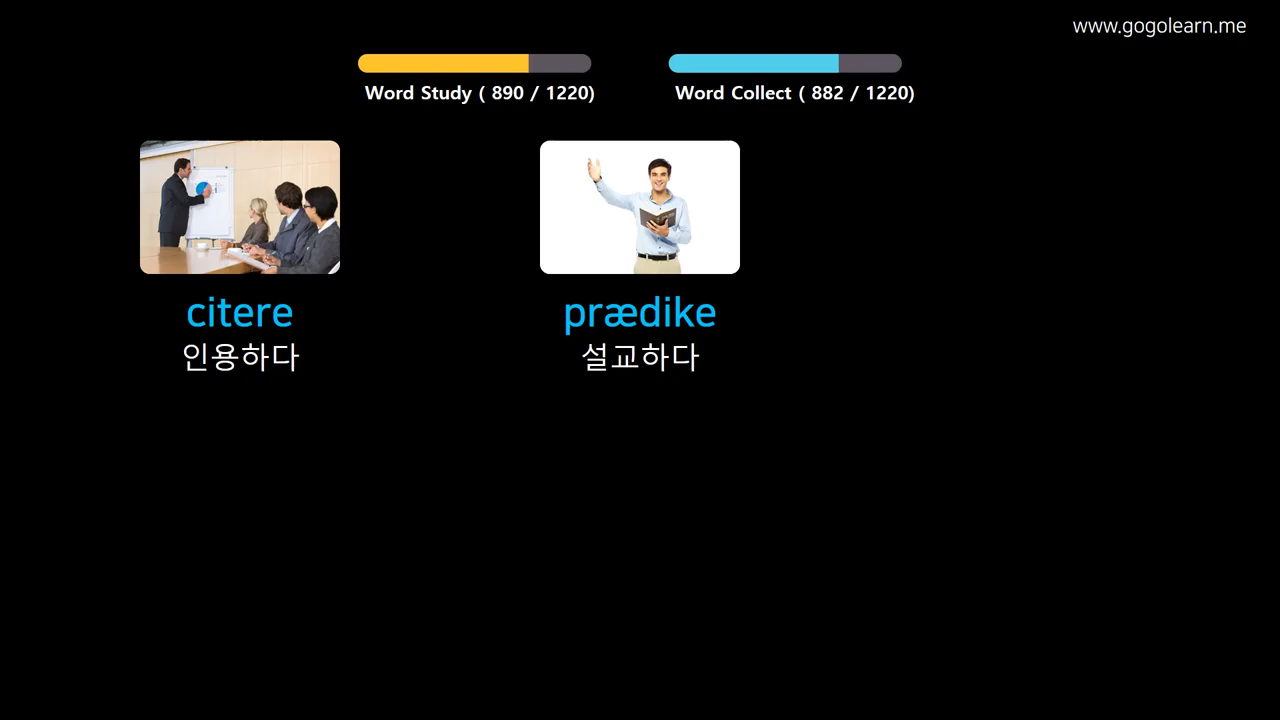 www.gogolearn.me
Word Study ( 890 / 1220)
Word Collect ( 882 / 1220)
citere
인용하다
prædike
설교하다